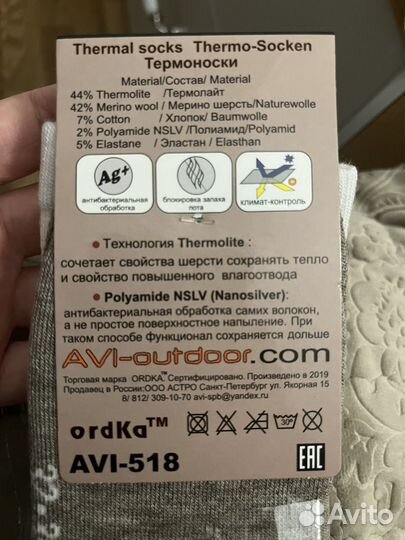 Thermal socks Thermo-Socken
Термоноски
Material/Состав/ Material
44% Thermolite /Термолайт
42% Merino wool / Мерино шерсть/Naturewolle
7% Cotton / Хлопок/ Baumwolle
2% Polyamide NSLV /Полиамид/Polyamid
5% Elastane / Эластан / Elasthan
Ag+
антибактериальная
обработка
блокировка запаха
пота
климат-контроль
• Технология Thermolite :
сочетает свойства шерсти сохранять тепло
и свойство повышенного влагоотвода
• Polyamide NSLV (Nanosilver):
антибактериальная обработка самих волокон,
а не простое поверхностное напыление. При
таком способе функционал сохраняется дольше
AVI-outdoor.com
Торговая марка ORDKA™ Сертифицировано. Произведено в 2019
Продавец в России:ООО АСТРО Санкт-Петербург ул. Якорная 15
8/ 812/ 309-10-70 avi-spb@yandex.ru
ordKa™
30°
AVI-518
EAC
Avito